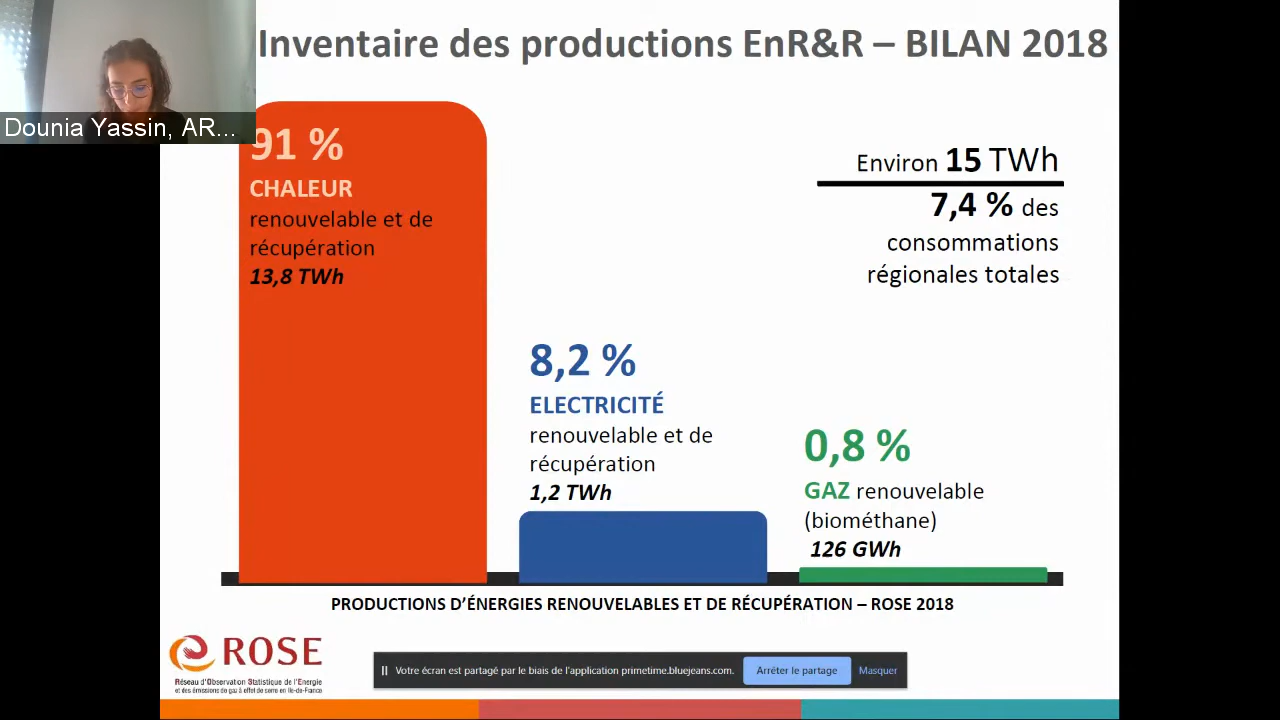 Inventaire des productions EnR&R – BILAN 2018
Dounia Yassin, AR...
91 %
CHALEUR
renouvelable et de
récupération
13,8 TWh
Environ 15 TWh
7,4 % des
consommations
régionales totales
8,2 %
ELECTRICITÉ
renouvelable et de
récupération
1,2 TWh
0,8 %
GAZ renouvelable
(biométhane)
126 GWh
PRODUCTIONS D’ÉNERGIES RENOUVELABLES ET DE RÉCUPÉRATION – ROSE 2018
ROSE
Réseau d'Observation Statistique de l'Energie
et des émissions de gaz à effet de serre en Ile-de-France
Votre écran est partagé par le biais de l'application primetime.bluejeans.com.
Arrêter le partage
Masquer